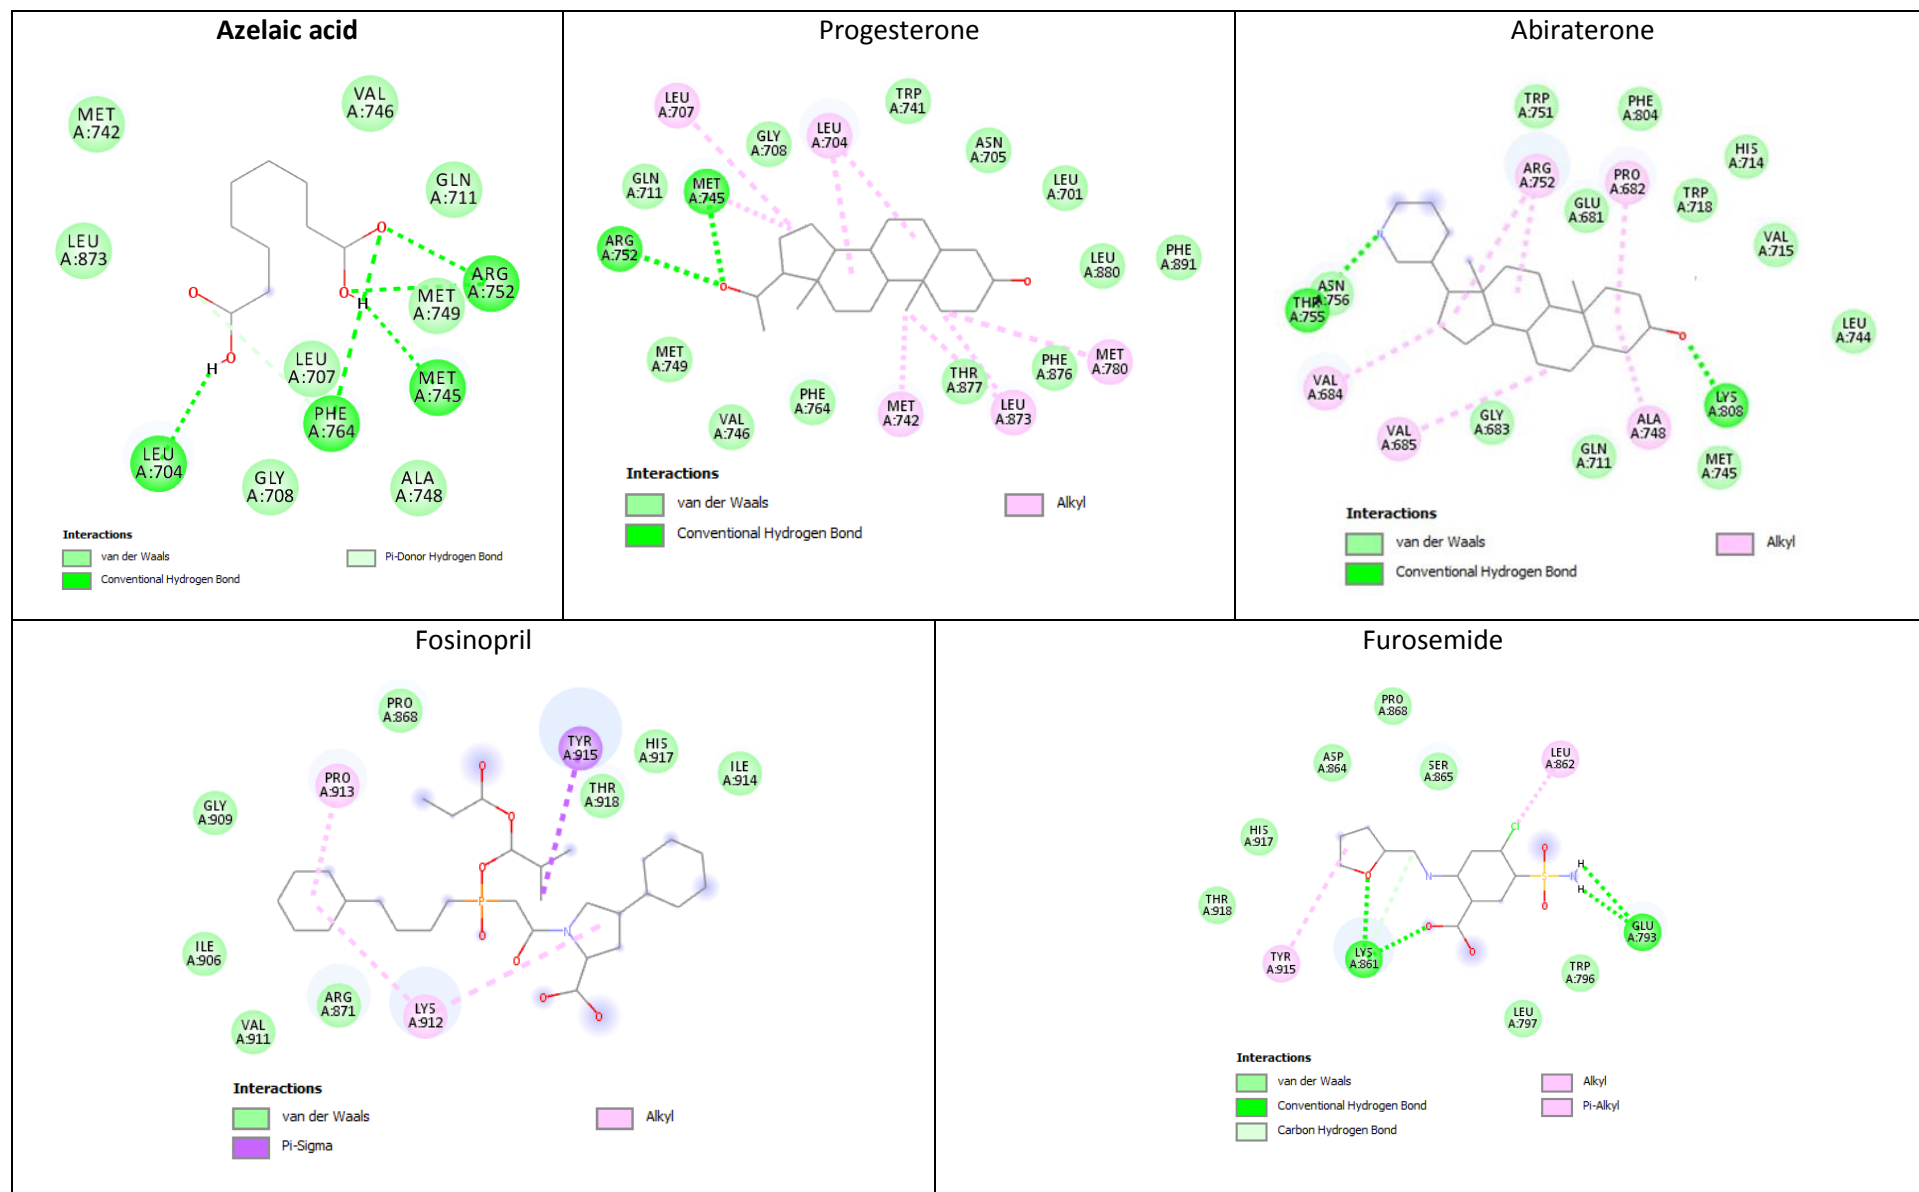 Azelaic acid
MET
A:742
VAL
A:746
GLN
A:711
LEU
A:873
ARG
A:752
MET
A:749
O
O
O
H
O
H
LEU
A:707
MET
A:745
PHE
A:764
LEU
A:704
GLY
A:708
ALA
A:748
Interactions
van der Waals
Pi-Donor Hydrogen Bond
Conventional Hydrogen Bond
Progesterone
LEU
A:707
TRP
A:741
GLY
A:708
LEU
A:704
ASN
A:705
GLN
A:711
MET
A:745
LEU
A:701
ARG
A:752
LEU
A:880
PHE
A:891
O
O
MET
A:749
PHE
A:764
THR
A:877
PHE
A:876
MET
A:780
VAL
A:746
MET
A:742
LEU
A:873
Interactions
van der Waals
Alkyl
Conventional Hydrogen Bond
Abiraterone
TRP
A:751
PHE
A:804
ARG
A:752
PRO
A:682
HIS
A:714
GLU
A:681
TRP
A:718
VAL
A:715
N
ASN
A:756
THR
A:755
LEU
A:744
O
VAL
A:684
LYS
A:808
VAL
A:685
GLY
A:683
GLN
A:711
ALA
A:748
MET
A:745
Interactions
van der Waals
Alkyl
Conventional Hydrogen Bond
Fosinopril
PRO
A:868
TYR
A:915
HIS
A:917
ILE
A:914
PRO
A:913
THR
A:918
GLY
A:909
O
O
O
P
O
O
N
O
O
ILE
A:906
ARG
A:871
LYS
A:912
VAL
A:911
Interactions
van der Waals
Alkyl
Pi-Sigma
Furosemide
PRO
A:868
ASP
A:864
SER
A:865
LEU
A:862
HIS
A:917
Cl
O
H
O
N
S
N
H
O
THR
A:918
O
O
GLU
A:793
TYR
A:915
LYS
A:861
TRP
A:796
LEU
A:797
Interactions
van der Waals
Alkyl
Conventional Hydrogen Bond
Pi-Alkyl
Carbon Hydrogen Bond